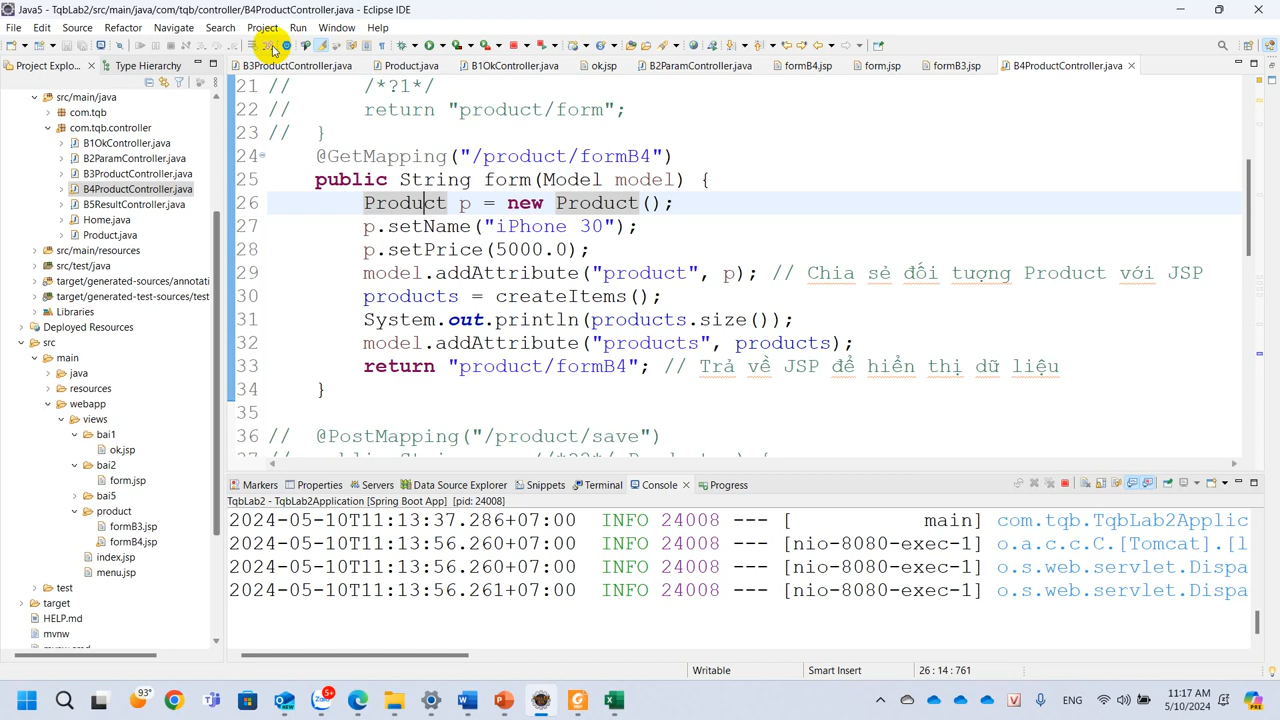 Java5 - TqbLab2/src/main/java/com/tqb/controller/B4ProductController.java - Eclipse IDE
File Edit Source Refactor Navigate Search Project Run Window Help
Project Explo... Type Hierarchy
B3ProductController.java Product.java B1OkController.java ok.jsp B2ParamController.java formB4.jsp form.jsp formB3.jsp B4ProductController.java
src/main/java
com.tqb
com.tqb.controller
B1OkController.java
B2ParamController.java
B3ProductController.java
B4ProductController.java
B5ResultController.java
Home.java
Product.java
src/main/resources
src/test/java
target/generated-sources/annotati
target/generated-test-sources/test
Libraries
Deployed Resources
src
main
java
resources
webapp
views
bai1
ok.jsp
bai2
form.jsp
bai5
product
formB3.jsp
formB4.jsp
index.jsp
menu.jsp
test
target
HELP.md
mvnw
21 // /*?1*/
22 // return "product/form";
23 // }
24 @GetMapping("/product/formB4")
25 public String form(Model model) {
26 Product p = new Product();
27 p.setName("iPhone 30");
28 p.setPrice(5000.0);
29 model.addAttribute("product", p); // Chia sẻ đối tượng Product với JSP
30 products = createItems();
31 System.out.println(products.size());
32 model.addAttribute("products", products);
33 return "product/formB4"; // Trả về JSP để hiển thị dữ liệu
34 }
35
36 // @PostMapping("/product/save")
Markers Properties Servers Data Source Explorer Snippets Terminal Console Progress
TqbLab2 - TqbLab2Application [Spring Boot App] [pid: 24008]
2024-05-10T11:13:37.286+07:00 INFO 24008 --- [ main] com.tqb.TqbLab2Applic
2024-05-10T11:13:56.260+07:00 INFO 24008 --- [nio-8080-exec-1] o.a.c.c.C.[Tomcat].[l
2024-05-10T11:13:56.260+07:00 INFO 24008 --- [nio-8080-exec-1] o.s.web.servlet.Dispa
2024-05-10T11:13:56.261+07:00 INFO 24008 --- [nio-8080-exec-1] o.s.web.servlet.Dispa
Writable Smart Insert 26 : 14 : 761
93° 5+ ENG 11:17 AM
5/10/2024